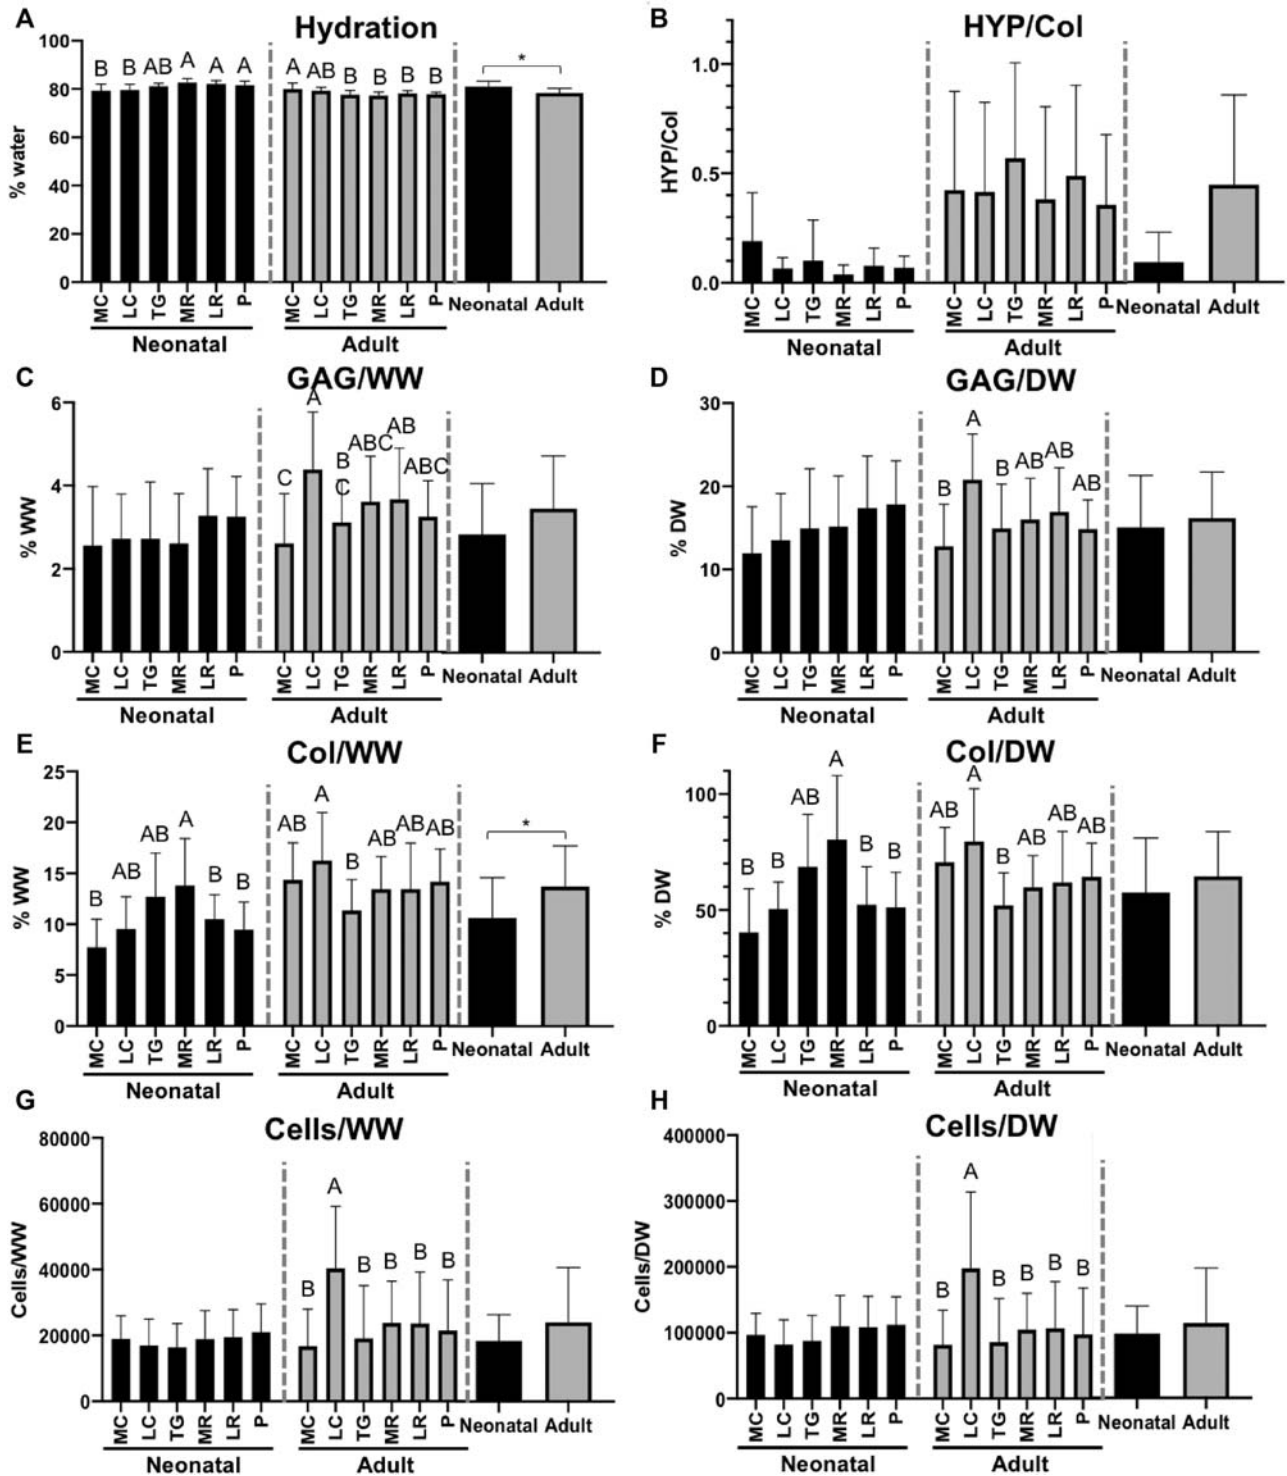 A
Hydration
100
80
60
40
20
0
% water
B B AB A A A
A AB B B B B
*
MC LC TG MR LR P
MC LC TG MR LR P
Neonatal Adult
Neonatal
Adult
B
HYP/Col
1.0
0.5
0.0
HYP/Col
MC LC TG MR LR P
MC LC TG MR LR P
Neonatal Adult
Neonatal
Adult
C
GAG/WW
6
4
2
0
% WW
C A B C ABC AB ABC
MC LC TG MR LR P
MC LC TG MR LR P
Neonatal Adult
Neonatal
Adult
D
GAG/DW
30
20
10
0
% DW
B A B AB AB AB
MC LC TG MR LR P
MC LC TG MR LR P
Neonatal Adult
Neonatal
Adult
E
Col/WW
25
20
15
10
5
0
% WW
B AB AB A B B
AB A B AB AB AB
*
MC LC TG MR LR P
MC LC TG MR LR P
Neonatal Adult
Neonatal
Adult
F
Col/DW
100
50
0
% DW
B B AB A B B
AB A B AB AB AB
MC LC TG MR LR P
MC LC TG MR LR P
Neonatal Adult
Neonatal
Adult
G
Cells/WW
80000
60000
40000
20000
0
Cells/WW
B A B B B B
MC LC TG MR LR P
MC LC TG MR LR P
Neonatal Adult
Neonatal
Adult
H
Cells/DW
400000
300000
200000
100000
0
Cells/DW
B A B B B B
MC LC TG MR LR P
MC LC TG MR LR P
Neonatal Adult
Neonatal
Adult